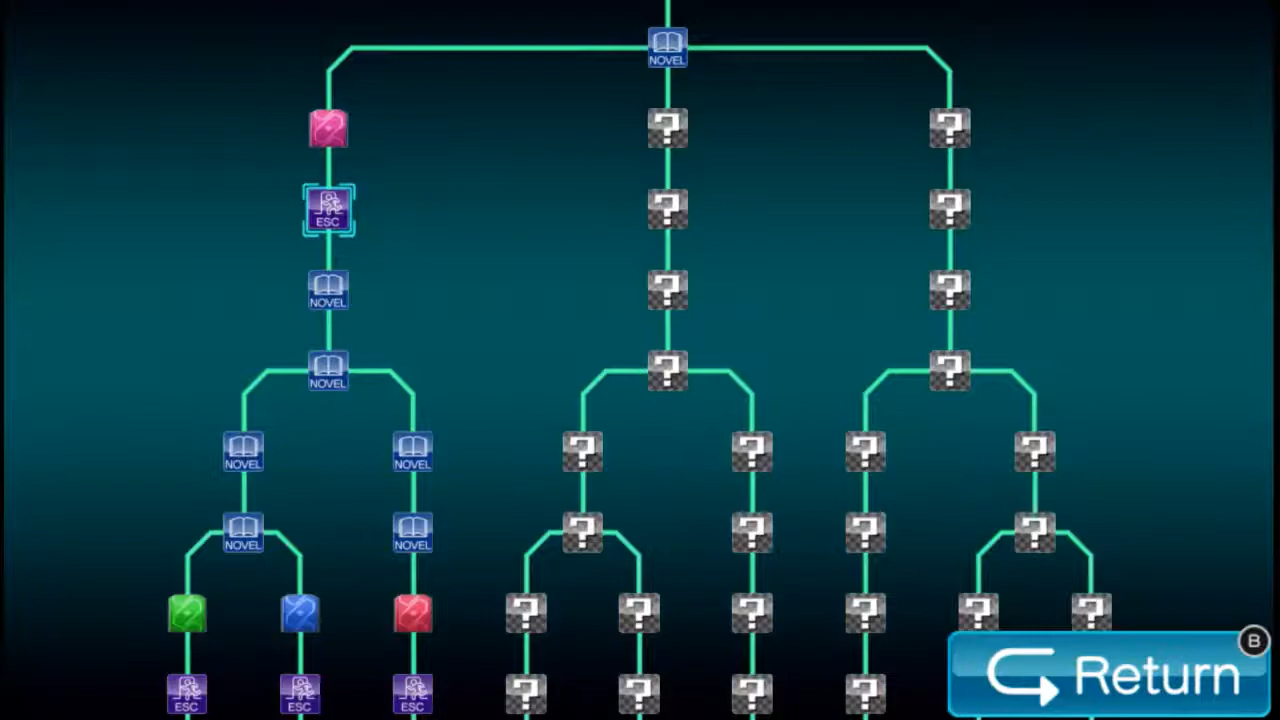 NOVEL
? ?
ESC ? ?
NOVEL ? ?
NOVEL ? ?
NOVEL NOVEL ? ? ? ?
NOVEL NOVEL ? ? ? ?
? ? ? ? ? ?
ESC ESC ESC ? ? ? ?
B
Return